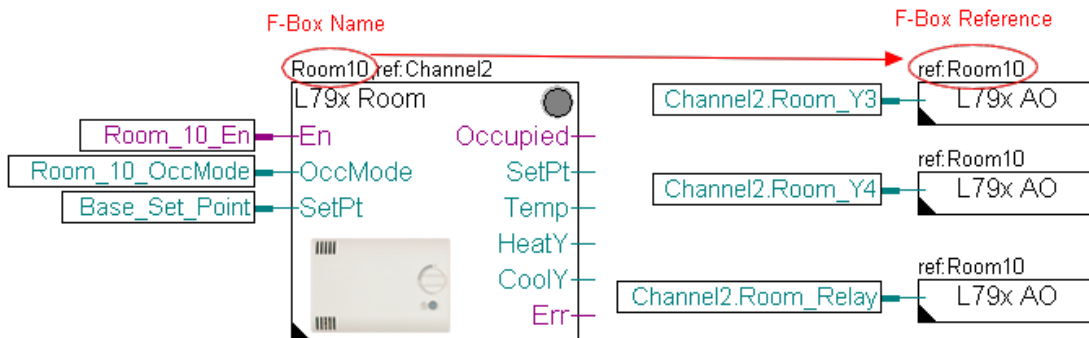 F-Box Name
F-Box Reference
Room10,ref:Channel2
L79x Room
Room_10_En
En
Room_10_OccMode
OccMode
Base_Set_Point
SetPt
Occupied
SetPt
Temp
HeatY
CoolY
Err
ref:Room10
Channel2.Room_Y3
L79x AO
ref:Room10
Channel2.Room_Y4
L79x AO
ref:Room10
Channel2.Room_Relay
L79x AO